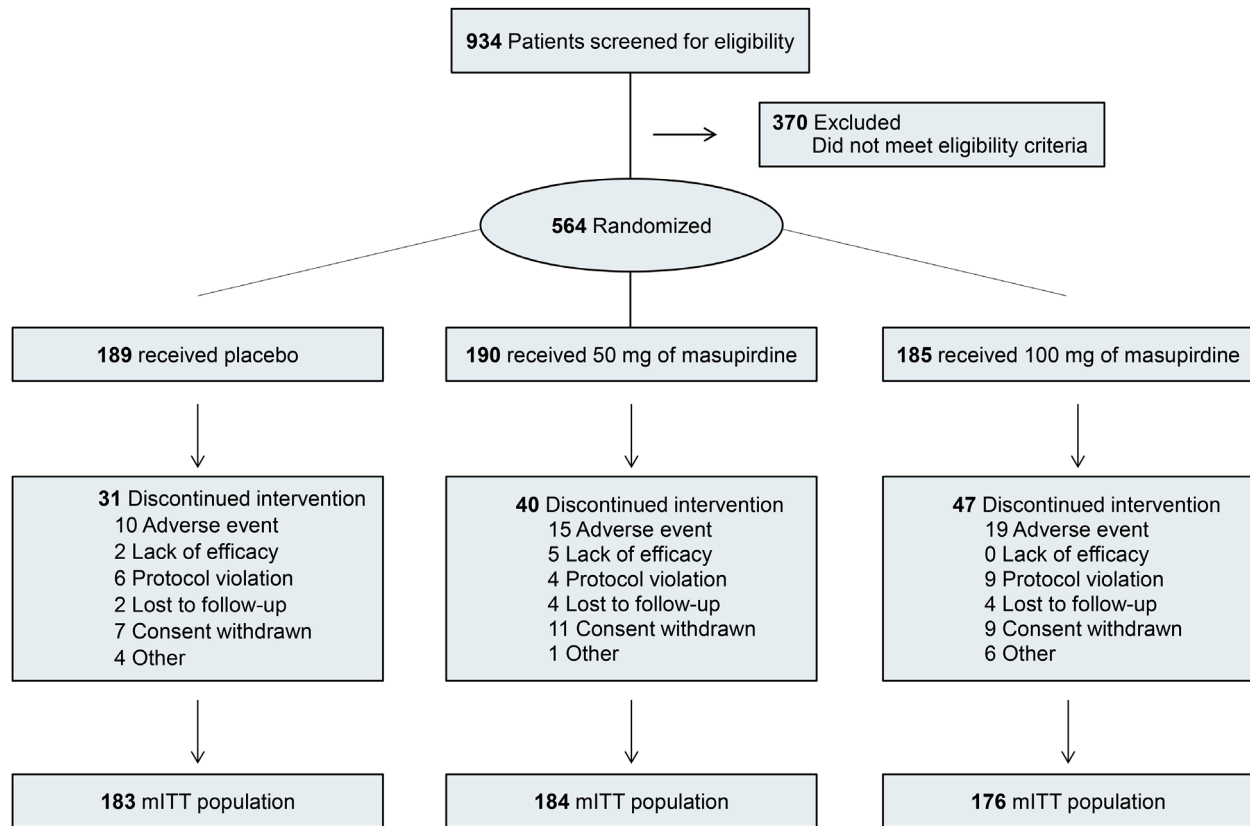 934 Patients screened for eligibility
370 Excluded
Did not meet eligibility criteria
564 Randomized
189 received placebo
190 received 50 mg of masupirdine
185 received 100 mg of masupirdine
31 Discontinued intervention
10 Adverse event
2 Lack of efficacy
6 Protocol violation
2 Lost to follow-up
7 Consent withdrawn
4 Other
40 Discontinued intervention
15 Adverse event
5 Lack of efficacy
4 Protocol violation
4 Lost to follow-up
11 Consent withdrawn
1 Other
47 Discontinued intervention
19 Adverse event
0 Lack of efficacy
9 Protocol violation
4 Lost to follow-up
9 Consent withdrawn
6 Other
183 mITT population
184 mITT population
176 mITT population